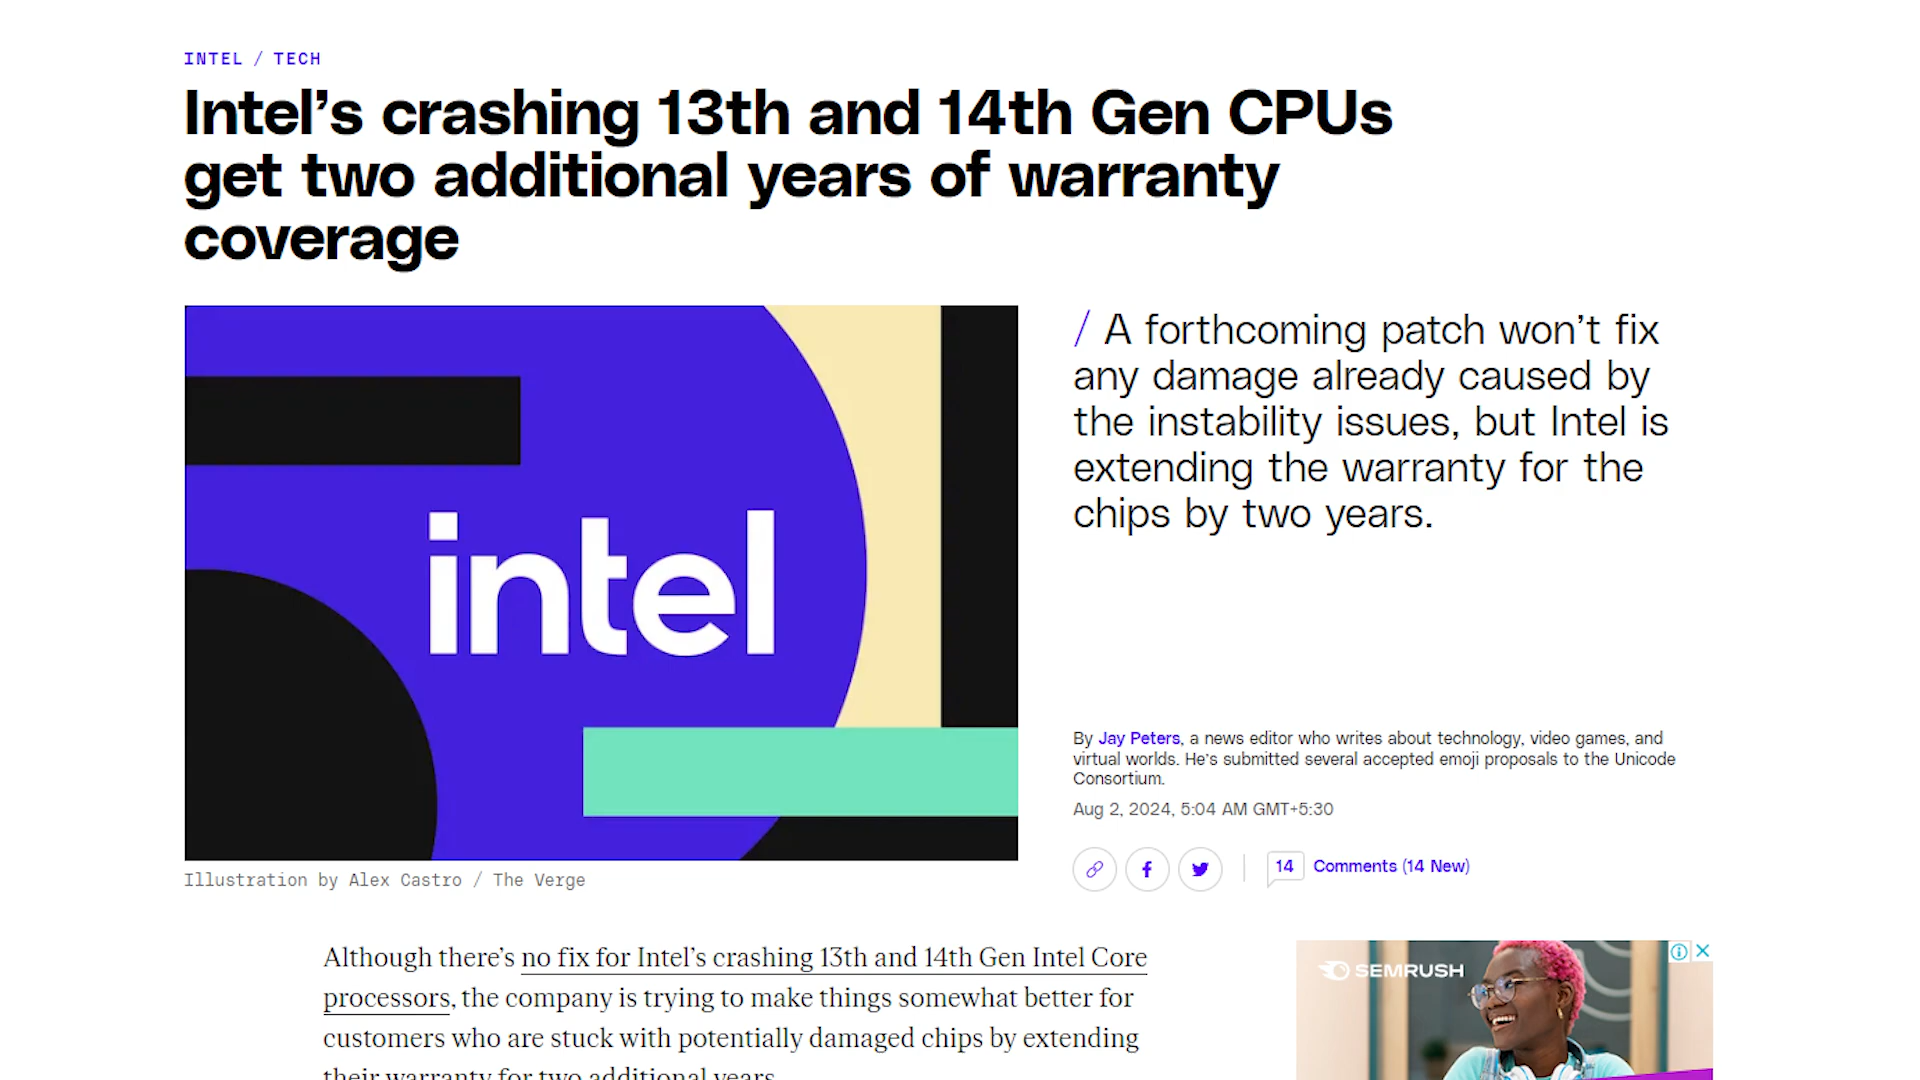 INTEL / TECH
Intel’s crashing 13th and 14th Gen CPUs
get two additional years of warranty
coverage
intel
/ A forthcoming patch won’t fix
any damage already caused by
the instability issues, but Intel is
extending the warranty for the
chips by two years.
By Jay Peters, a news editor who writes about technology, video games, and
virtual worlds. He’s submitted several accepted emoji proposals to the Unicode
Consortium.
Aug 2, 2024, 5:04 AM GMT+5:30
14 Comments (14 New)
Illustration by Alex Castro / The Verge
Although there’s no fix for Intel’s crashing 13th and 14th Gen Intel Core
processors, the company is trying to make things somewhat better for
customers who are stuck with potentially damaged chips by extending
their warranty for two additional years.
SEMRUSH